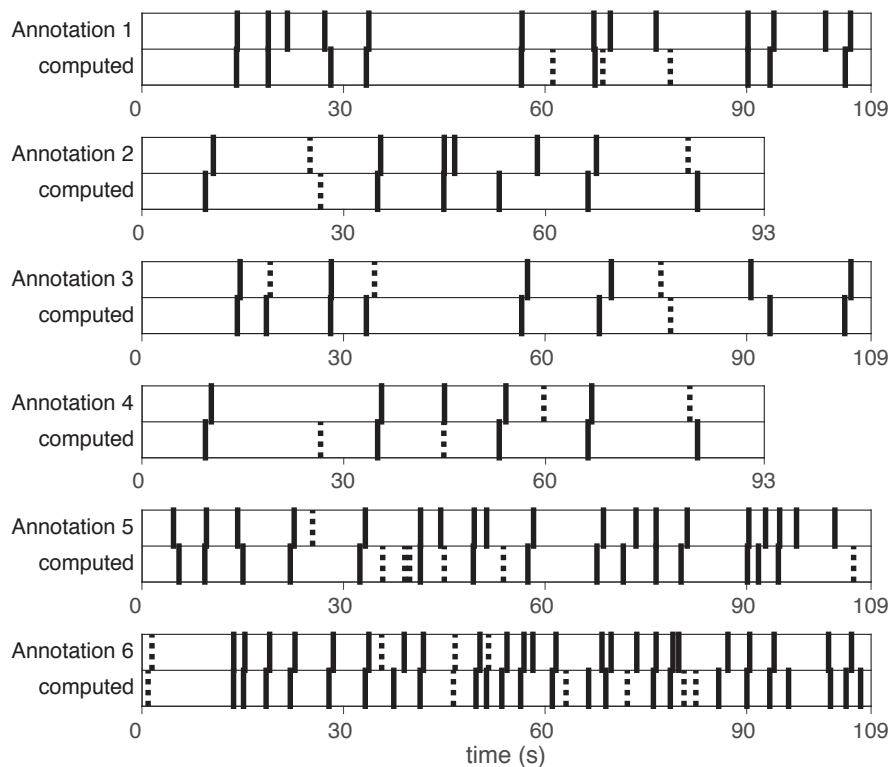 Annotation 1
computed
0 30 60 90 109
Annotation 2
computed
0 30 60 93
Annotation 3
computed
0 30 60 90 109
Annotation 4
computed
0 30 60 93
Annotation 5
computed
0 30 60 90 109
Annotation 6
computed
0 30 60 90 109
time (s)